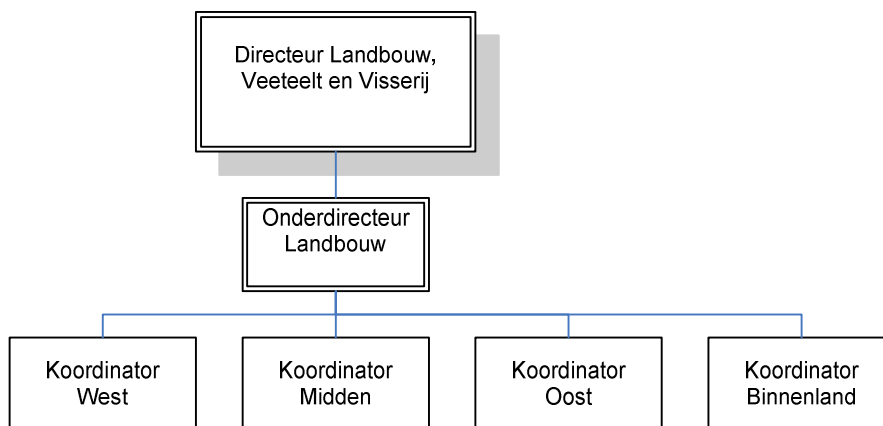 Directeur Landbouw,
Veeteelt en Visserij
Onderdirecteur
Landbouw
Koordinator
West
Koordinator
Midden
Koordinator
Oost
Koordinator
Binnenland